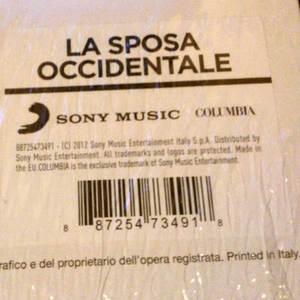 LA SPOSA
OCCIDENTALE
SONY MUSIC COLUMBIA
88725473491 - (C) 2012 Sony Music Entertainment Italy S.p.A. Distributed by
Sony Music Entertainment. All trademarks and logos are protected. Made in
the EU. COLUMBIA is the exclusive trademark of Sony Music Entertainment.
8 87254 73491 8
rafico e del proprietario dell'opera registrata. Printed in Italy.